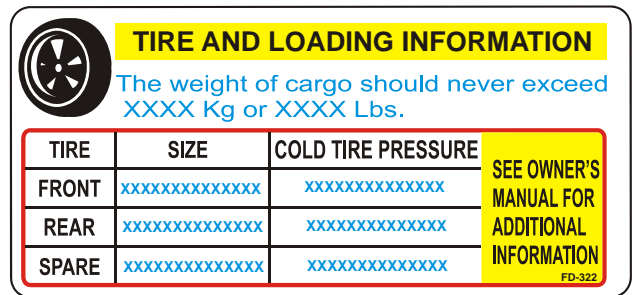 TIRE AND LOADING INFORMATION
The weight of cargo should never exceed
XXXX Kg or XXXX Lbs.
TIRE SIZE COLD TIRE PRESSURE
FRONT XXXXXXXXXXXXXX XXXXXXXXXXXXXX
REAR XXXXXXXXXXXXXX XXXXXXXXXXXXXX
SPARE XXXXXXXXXXXXXX XXXXXXXXXXXXXX
SEE OWNER'S
MANUAL FOR
ADDITIONAL
INFORMATION
FD-322